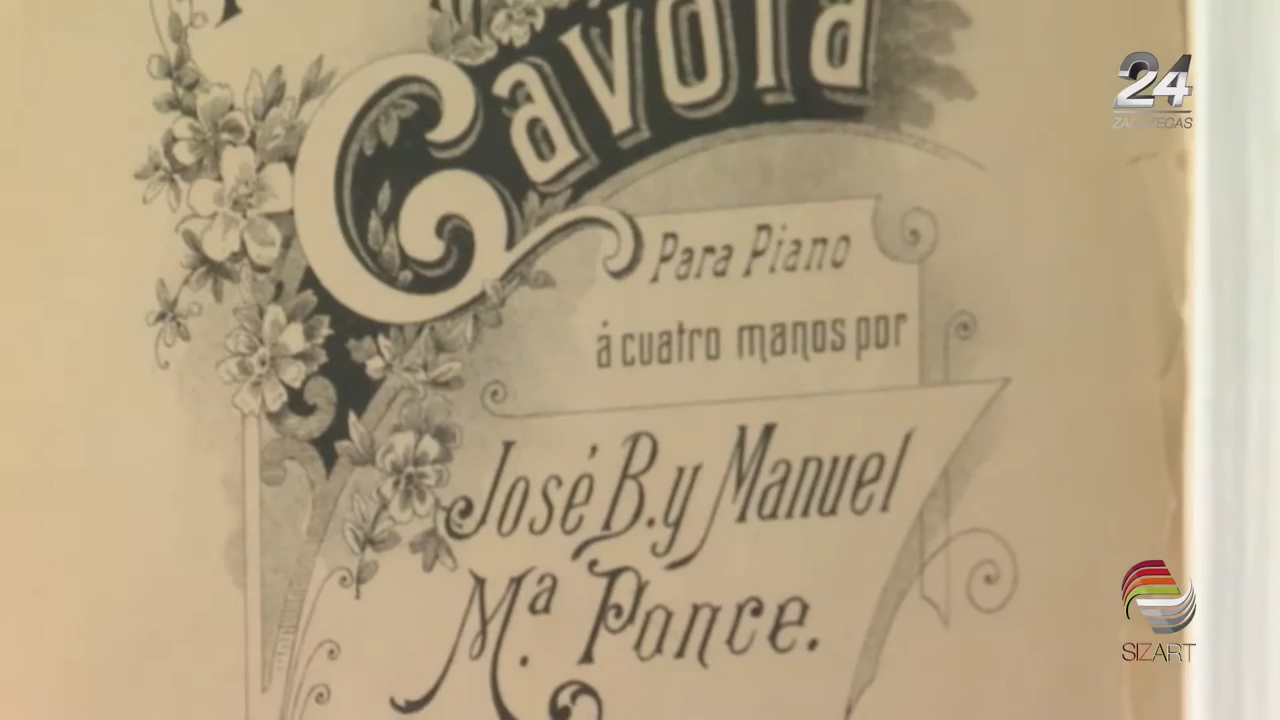 Gavota
Para Piano
á cuatro manos por
José B. y Manuel
Mª. Ponce.
24
ZACATECAS
SIZART